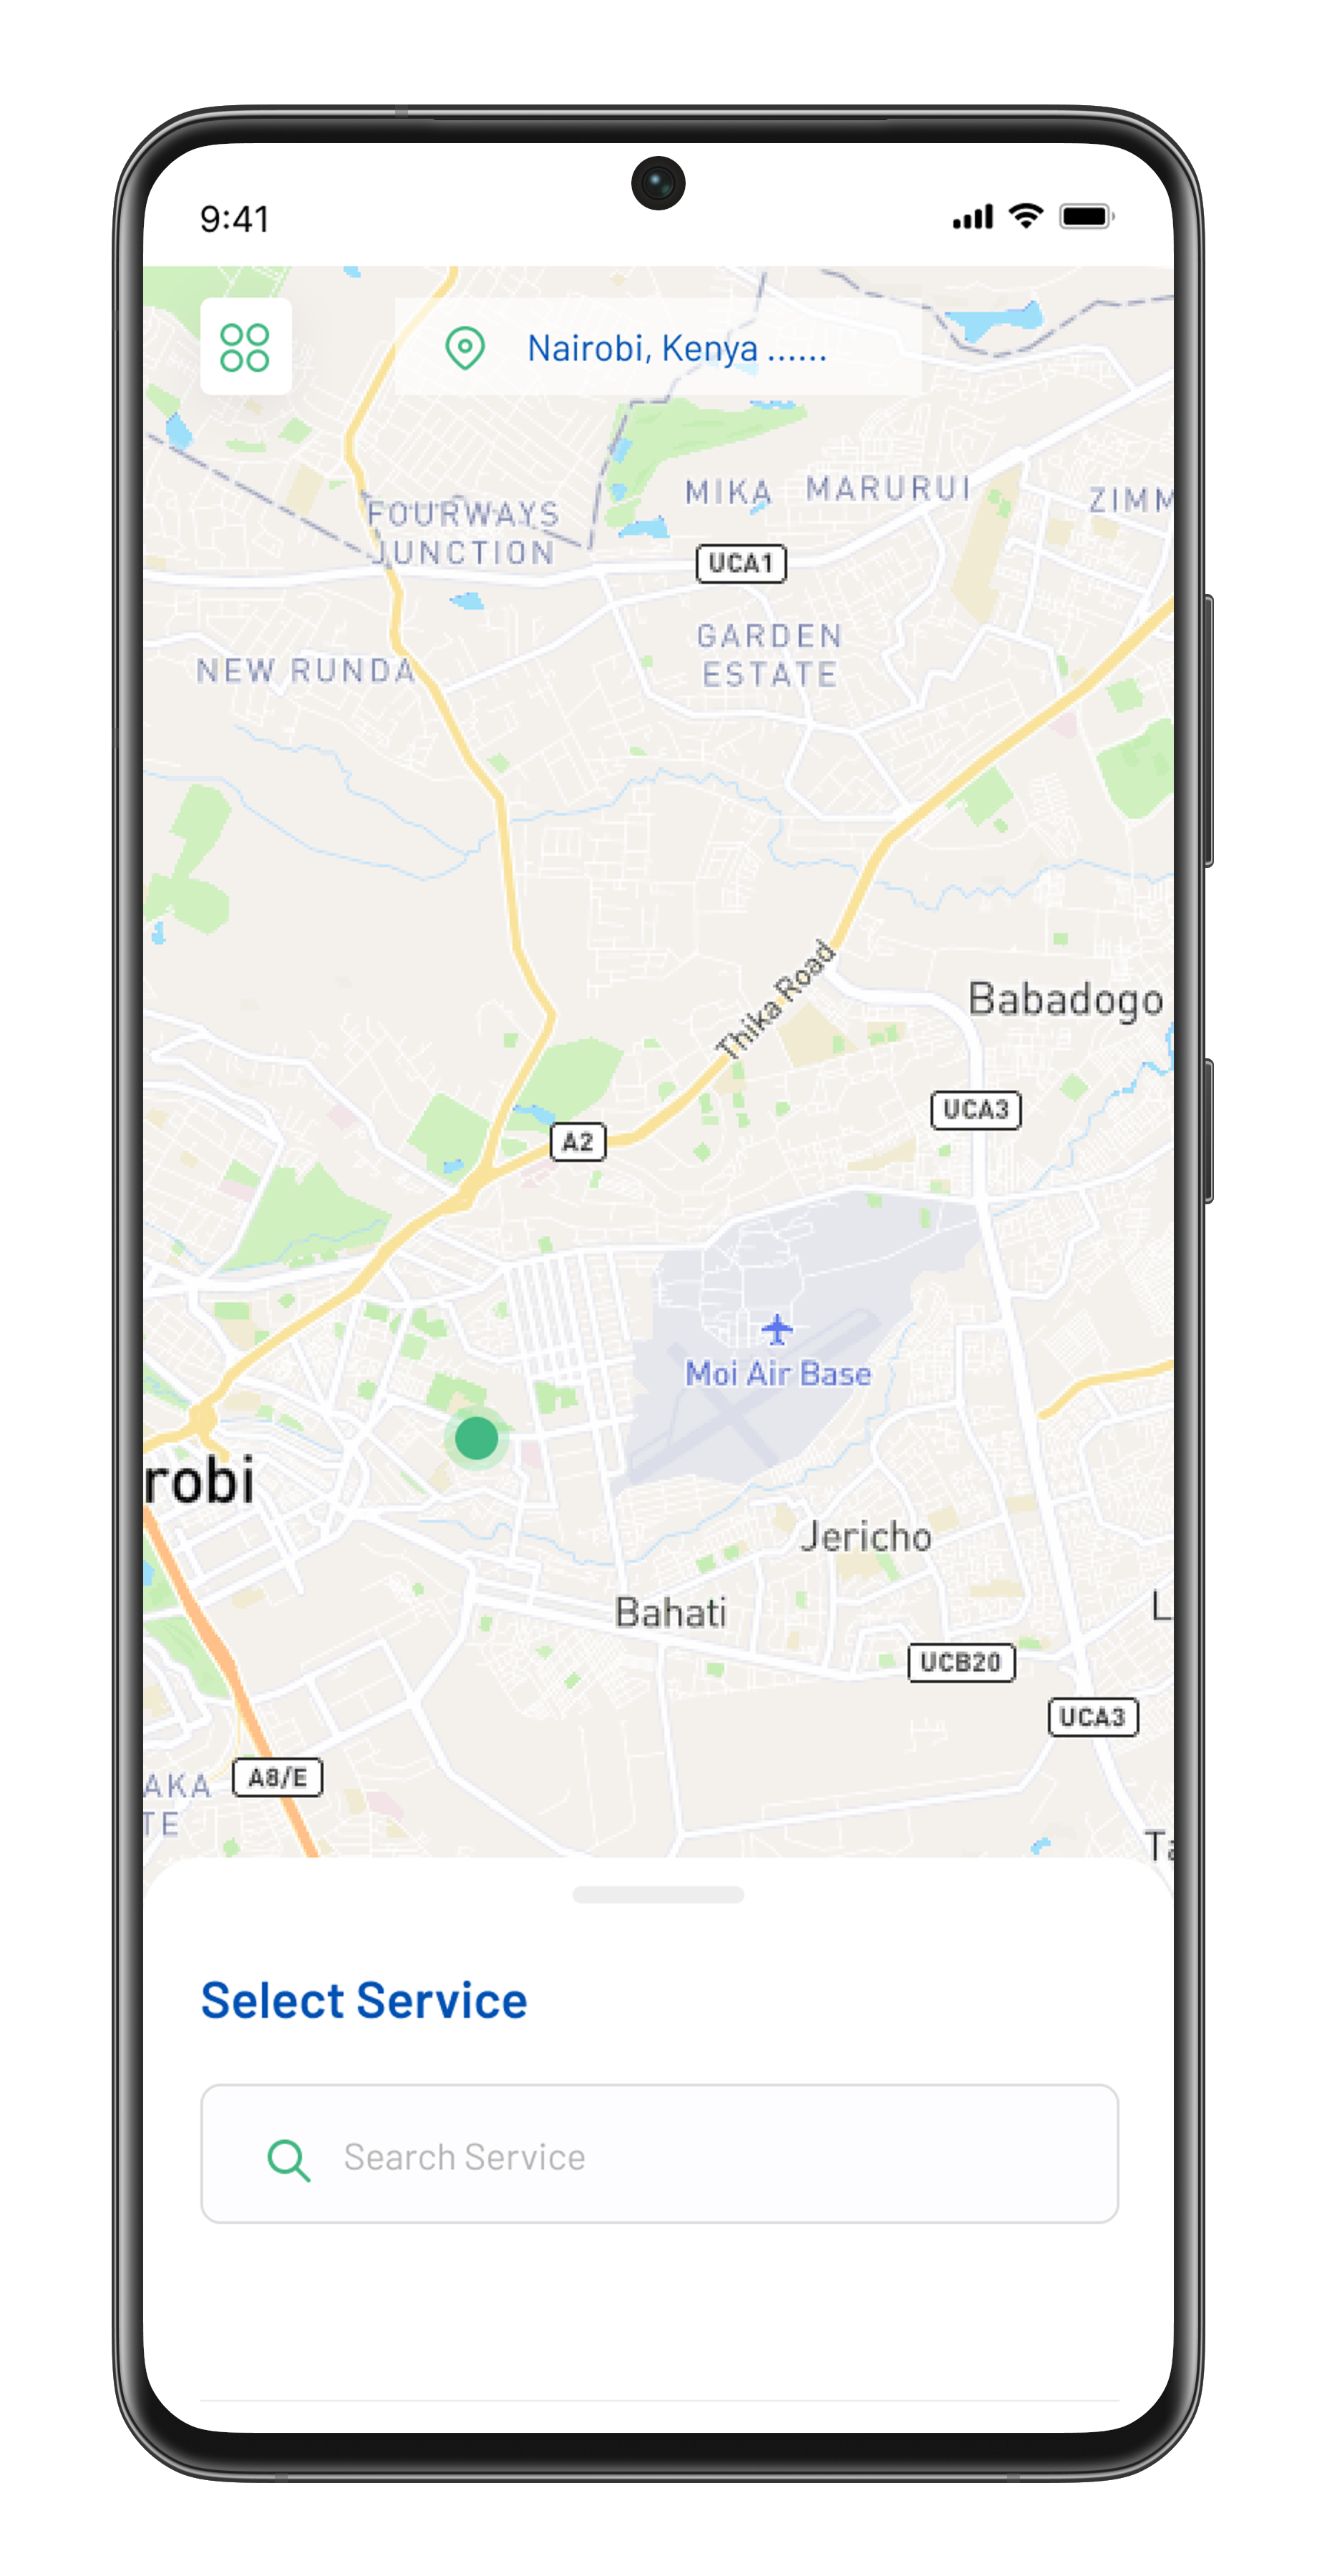 9:41
Nairobi, Kenya ......
MIKA
MARURUI
ZIMM
FOURWAYS
JUNCTION
UCA1
GARDEN
ESTATE
NEW RUNDA
Thika Road
Babadogo
UCA3
A2
Moi Air Base
robi
Jericho
Bahati
L
UCB20
UCA3
A8/E
AKA
TE
Ta
Select Service
Search Service